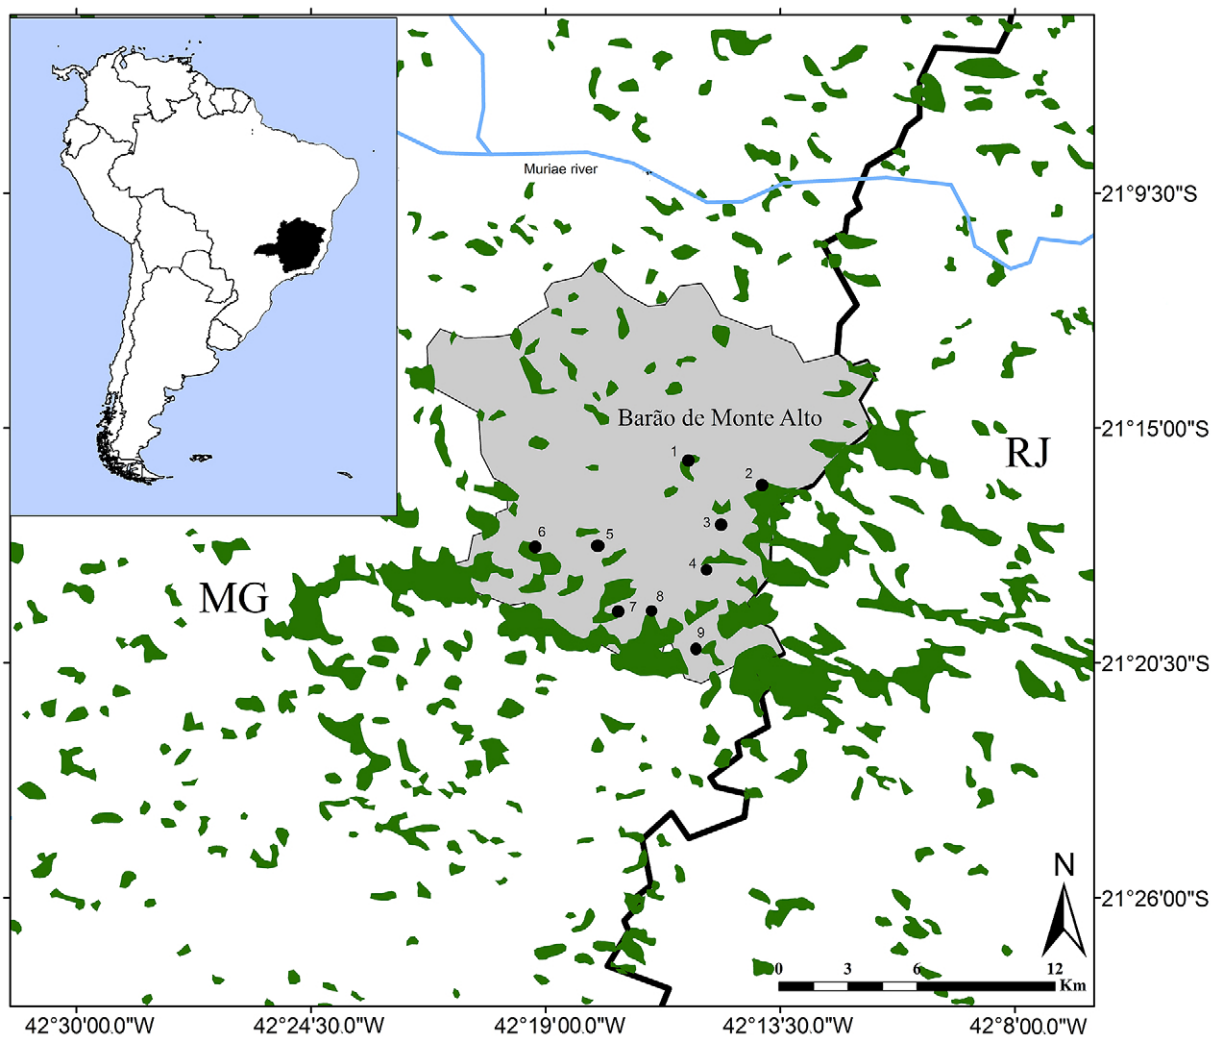 Muriae river
21°9'30"S
Barão de Monte Alto
21°15'00"S
RJ
1
2
3
6
5
4
MG
7
8
9
21°20'30"S
N
21°26'00"S
0
3
6
12
Km
42°30'00.0"W
42°24'30.0"W
42°19'00.0"W
42°13'30.0"W
42°8'00.0"W